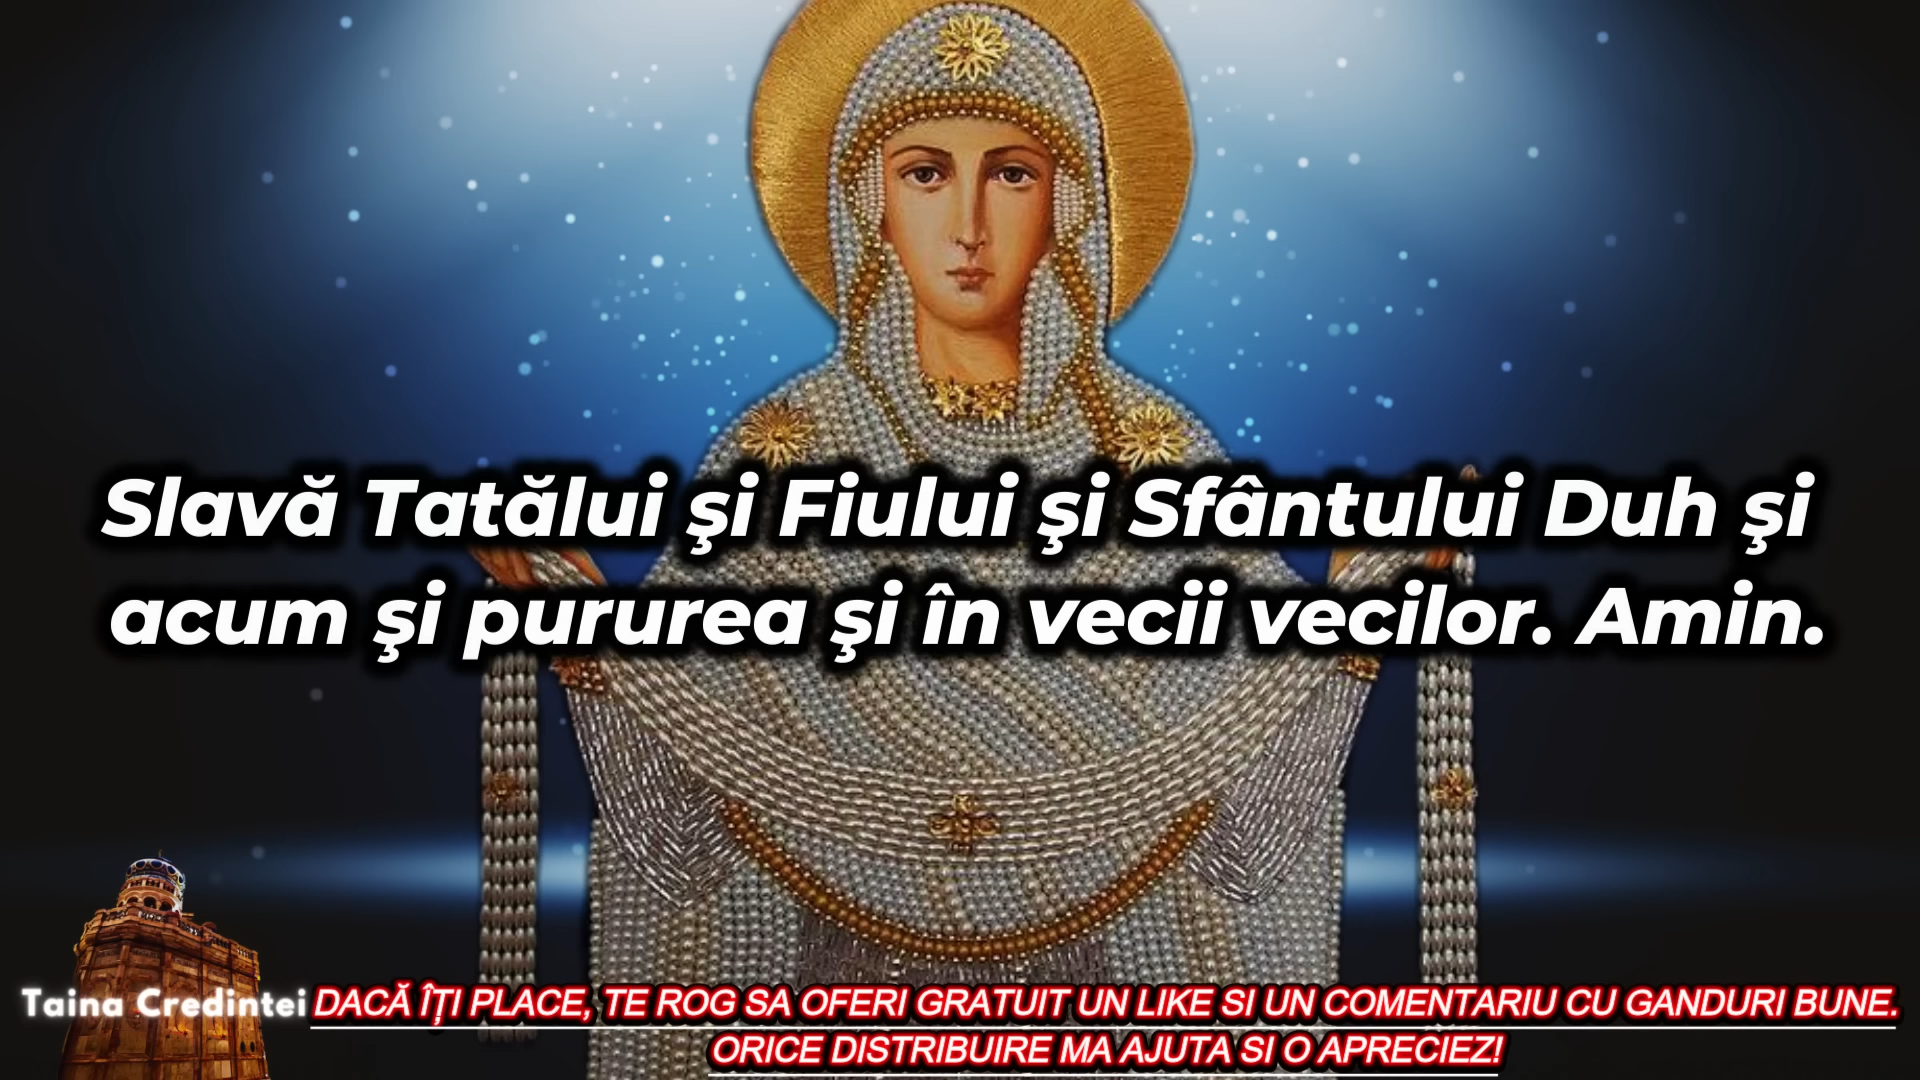 Slavă Tatălui şi Fiului şi Sfântului Duh şi
acum şi pururea şi în vecii vecilor. Amin.
Taina Credintei
DACĂ ÎȚI PLACE, TE ROG SA OFERI GRATUIT UN LIKE SI UN COMENTARIU CU GANDURI BUNE.
ORICE DISTRIBUIRE MA AJUTA SI O APRECIEZ!